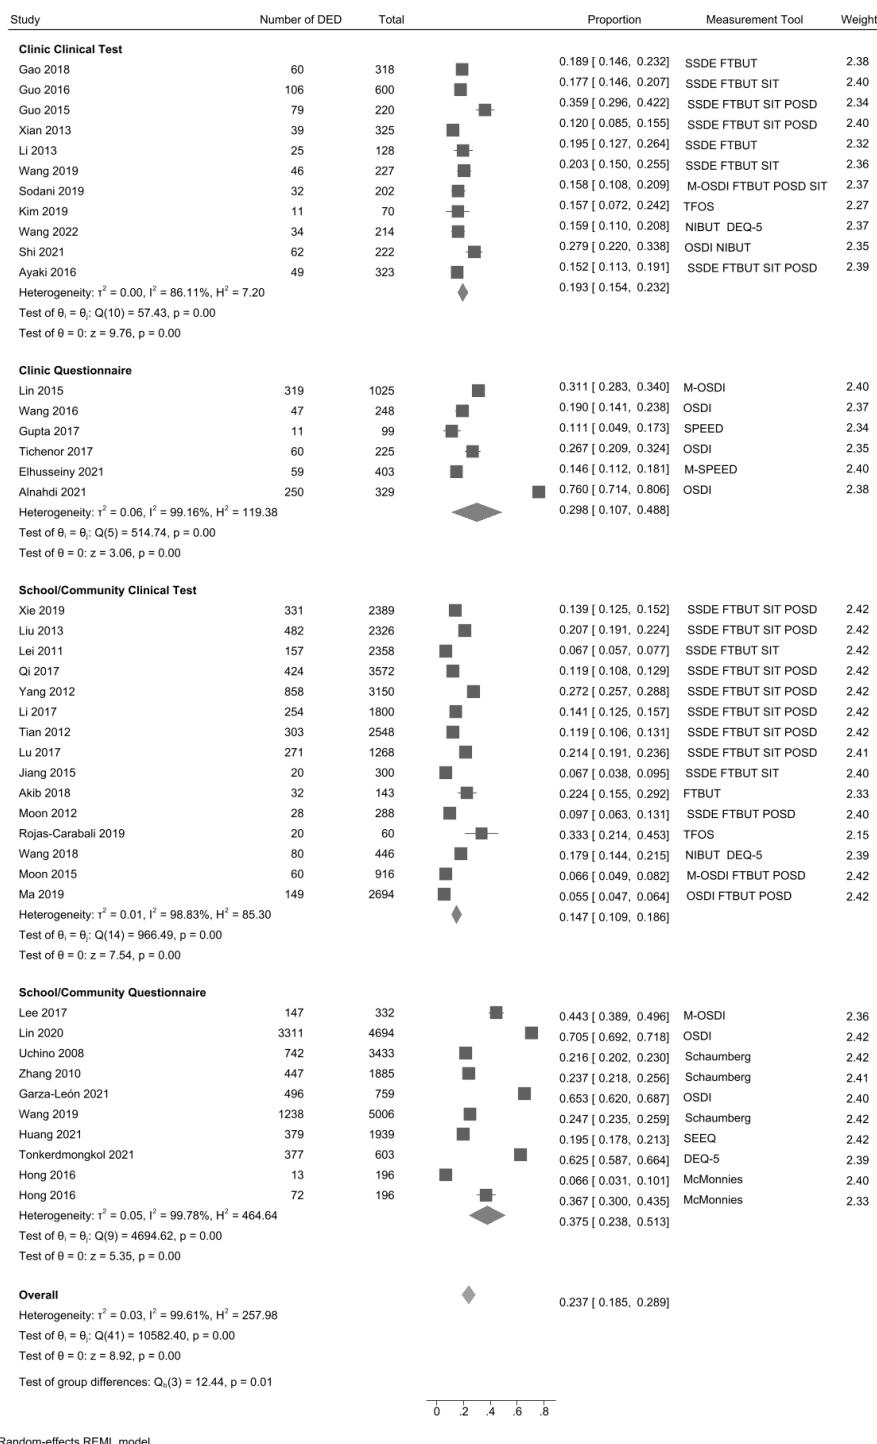 Study Number of DED Total Proportion Measurement Tool Weight
Clinic Clinical Test
Gao 2018 60 318 0.189 [ 0.146, 0.232] SSDE FTBUT 2.38
Guo 2016 106 600 0.177 [ 0.146, 0.207] SSDE FTBUT SIT 2.40
Guo 2015 79 220 0.359 [ 0.296, 0.422] SSDE FTBUT SIT POSD 2.34
Xian 2013 39 325 0.120 [ 0.085, 0.155] SSDE FTBUT SIT POSD 2.40
Li 2013 25 128 0.195 [ 0.127, 0.264] SSDE FTBUT 2.32
Wang 2019 46 227 0.203 [ 0.150, 0.255] SSDE FTBUT SIT 2.36
Sodani 2019 32 202 0.158 [ 0.108, 0.209] M-OSDI FTBUT POSD SIT 2.37
Kim 2019 11 70 0.157 [ 0.072, 0.242] TFOS 2.27
Wang 2022 34 214 0.159 [ 0.110, 0.208] NIBUT DEQ-5 2.37
Shi 2021 62 222 0.279 [ 0.220, 0.338] OSDI NIBUT 2.35
Ayaki 2016 49 323 0.152 [ 0.113, 0.191] SSDE FTBUT SIT POSD 2.39
Heterogeneity: τ² = 0.00, I² = 86.11%, H² = 7.20 0.193 [ 0.154, 0.232]
Test of θᵢ = θⱼ: Q(10) = 57.43, p = 0.00
Test of θ = 0: z = 9.76, p = 0.00
Clinic Questionnaire
Lin 2015 319 1025 0.311 [ 0.283, 0.340] M-OSDI 2.40
Wang 2016 47 248 0.190 [ 0.141, 0.238] OSDI 2.37
Gupta 2017 11 99 0.111 [ 0.049, 0.173] SPEED 2.34
Tichenor 2017 60 225 0.267 [ 0.209, 0.324] OSDI 2.35
Elhusseiny 2021 59 403 0.146 [ 0.112, 0.181] M-SPEED 2.40
Alnahdi 2021 250 329 0.760 [ 0.714, 0.806] OSDI 2.38
Heterogeneity: τ² = 0.06, I² = 99.16%, H² = 119.38 0.298 [ 0.107, 0.488]
Test of θᵢ = θⱼ: Q(5) = 514.74, p = 0.00
Test of θ = 0: z = 3.06, p = 0.00
School/Community Clinical Test
Xie 2019 331 2389 0.139 [ 0.125, 0.152] SSDE FTBUT SIT POSD 2.42
Liu 2013 482 2326 0.207 [ 0.191, 0.224] SSDE FTBUT SIT POSD 2.42
Lei 2011 157 2358 0.067 [ 0.057, 0.077] SSDE FTBUT SIT 2.42
Qi 2017 424 3572 0.119 [ 0.108, 0.129] SSDE FTBUT SIT POSD 2.42
Yang 2012 858 3150 0.272 [ 0.257, 0.288] SSDE FTBUT SIT POSD 2.42
Li 2017 254 1800 0.141 [ 0.125, 0.157] SSDE FTBUT SIT POSD 2.42
Tian 2012 303 2548 0.119 [ 0.106, 0.131] SSDE FTBUT SIT POSD 2.42
Lu 2017 271 1268 0.214 [ 0.191, 0.236] SSDE FTBUT SIT POSD 2.41
Jiang 2015 20 300 0.067 [ 0.038, 0.095] SSDE FTBUT SIT 2.40
Akib 2018 32 143 0.224 [ 0.155, 0.292] FTBUT 2.33
Moon 2012 28 288 0.097 [ 0.063, 0.131] SSDE FTBUT POSD 2.40
Rojas-Carabali 2019 20 60 0.333 [ 0.214, 0.453] TFOS 2.15
Wang 2018 80 446 0.179 [ 0.144, 0.215] NIBUT DEQ-5 2.39
Moon 2015 60 916 0.066 [ 0.049, 0.082] M-OSDI FTBUT POSD 2.42
Ma 2019 149 2694 0.055 [ 0.047, 0.064] OSDI FTBUT POSD 2.42
Heterogeneity: τ² = 0.01, I² = 98.83%, H² = 85.30 0.147 [ 0.109, 0.186]
Test of θᵢ = θⱼ: Q(14) = 966.49, p = 0.00
Test of θ = 0: z = 7.54, p = 0.00
School/Community Questionnaire
Lee 2017 147 332 0.443 [ 0.389, 0.496] M-OSDI 2.36
Lin 2020 3311 4694 0.705 [ 0.692, 0.718] OSDI 2.42
Uchino 2008 742 3433 0.216 [ 0.202, 0.230] Schaumberg 2.42
Zhang 2010 447 1885 0.237 [ 0.218, 0.256] Schaumberg 2.41
Garza-León 2021 496 759 0.653 [ 0.620, 0.687] OSDI 2.40
Wang 2019 1238 5006 0.247 [ 0.235, 0.259] Schaumberg 2.42
Huang 2021 379 1939 0.195 [ 0.178, 0.213] SEEQ 2.42
Tonkerdmongkol 2021 377 603 0.625 [ 0.587, 0.664] DEQ-5 2.39
Hong 2016 13 196 0.066 [ 0.031, 0.101] McMonnies 2.40
Hong 2016 72 196 0.367 [ 0.300, 0.435] McMonnies 2.33
Heterogeneity: τ² = 0.05, I² = 99.78%, H² = 464.64 0.375 [ 0.238, 0.513]
Test of θᵢ = θⱼ: Q(9) = 4694.62, p = 0.00
Test of θ = 0: z = 5.35, p = 0.00
Overall 0.237 [ 0.185, 0.289]
Heterogeneity: τ² = 0.03, I² = 99.61%, H² = 257.98
Test of θᵢ = θⱼ: Q(41) = 10582.40, p = 0.00
Test of θ = 0: z = 8.92, p = 0.00
Test of group differences: Q_b(3) = 12.44, p = 0.01
0 .2 .4 .6 .8
Random-effects REML model